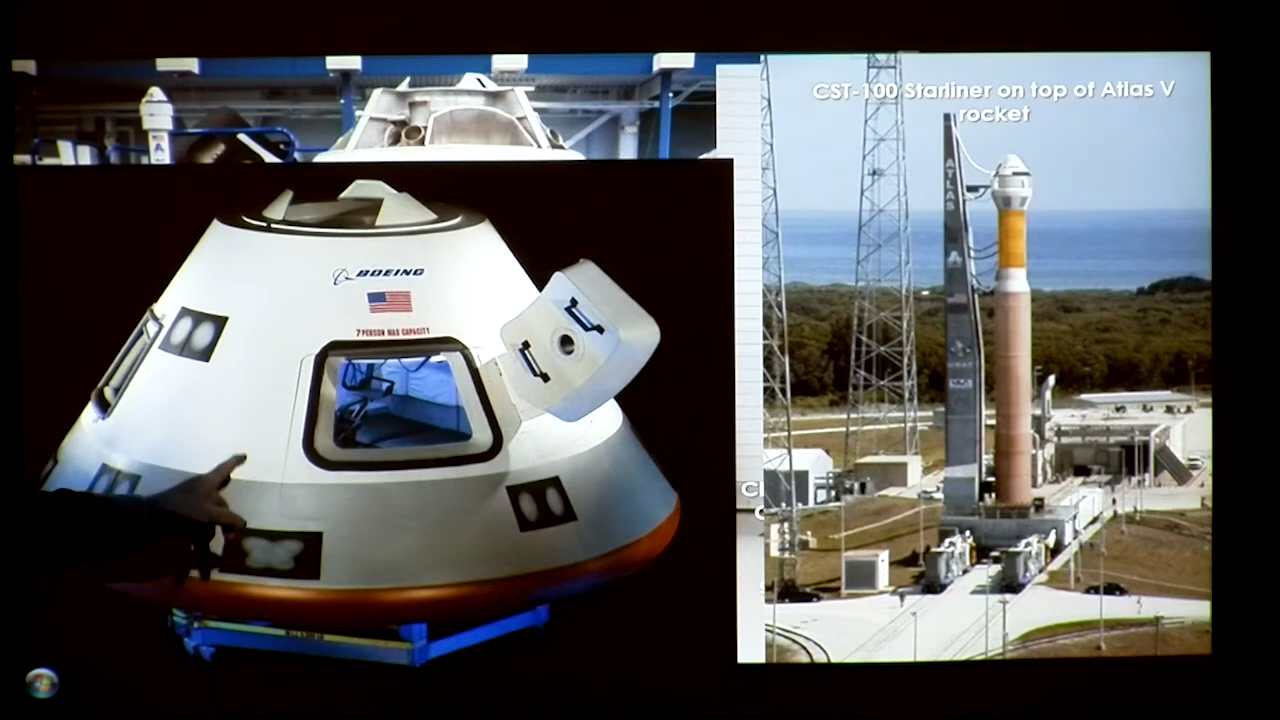 CST-100 Starliner on top of Atlas V
rocket
BOEING
7 PERSON MAX CAPACITY
ATLAS